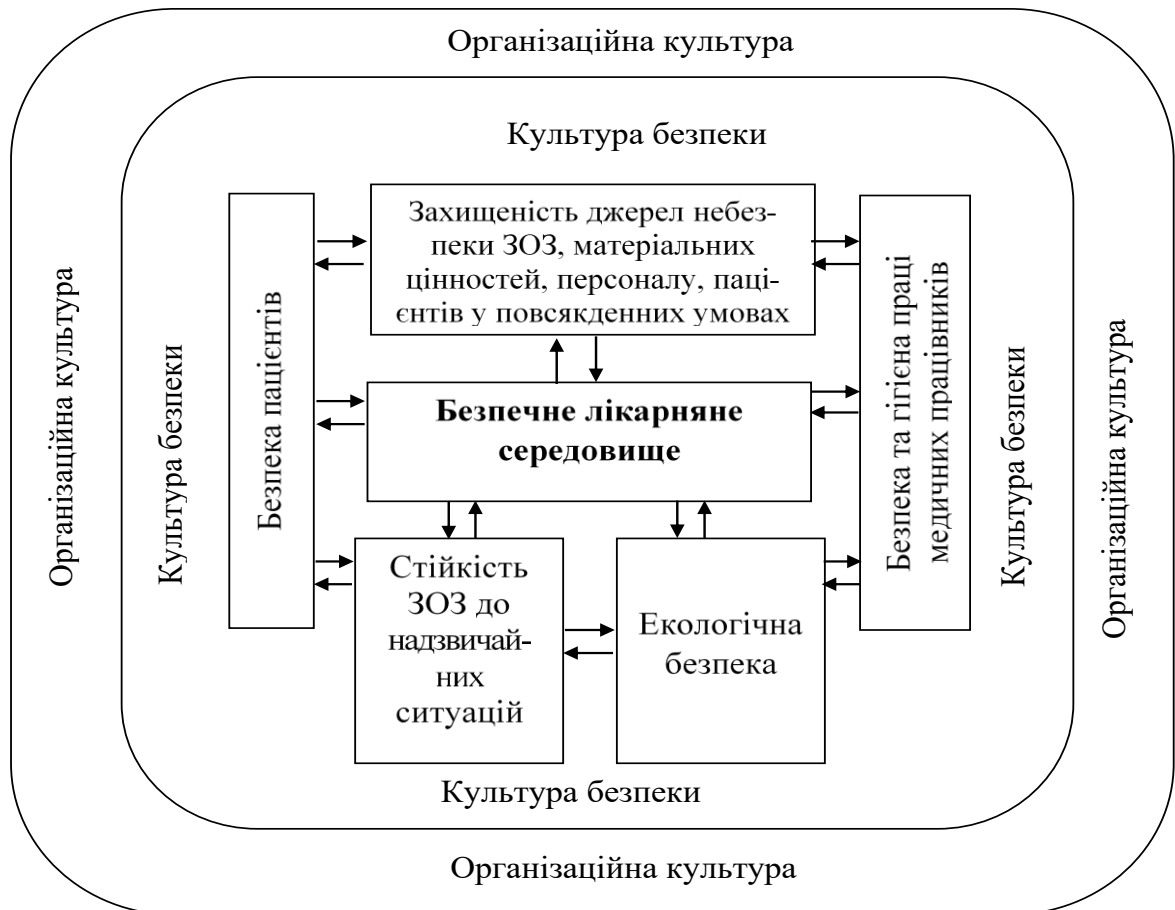 Організаційна культура
Культура безпеки
Організаційна культура
Культура безпеки
Безпека пацієнтів
Захищеність джерел небез-
пеки ЗОЗ, матеріальних
цінностей, персоналу, паці-
єнтів у повсякденних умовах
Безпечне лікарняне
середовище
Стійкість
ЗОЗ до
надзвичай-
них
ситуацій
Екологічна
безпека
Безпека та гігієна праці
медичних працівників
Культура безпеки
Організаційна культура
Культура безпеки
Організаційна культура